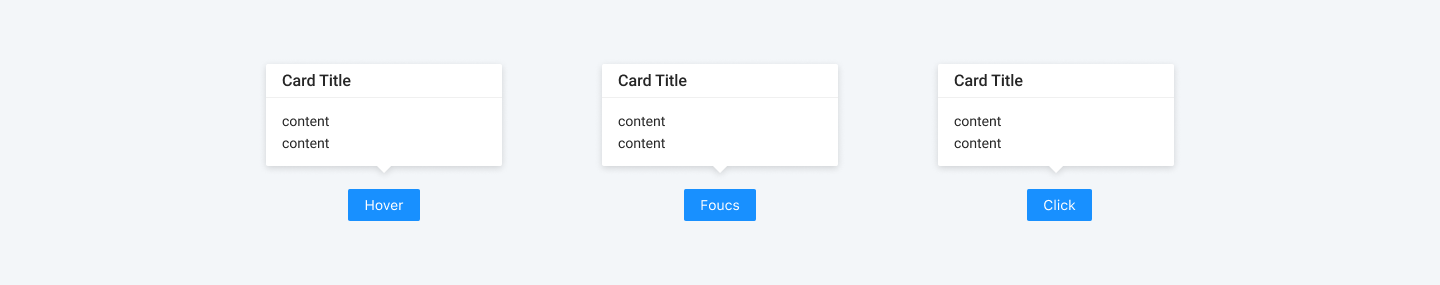 Card Title
content
content
Hover
Card Title
content
content
Foucs
Card Title
content
content
Click